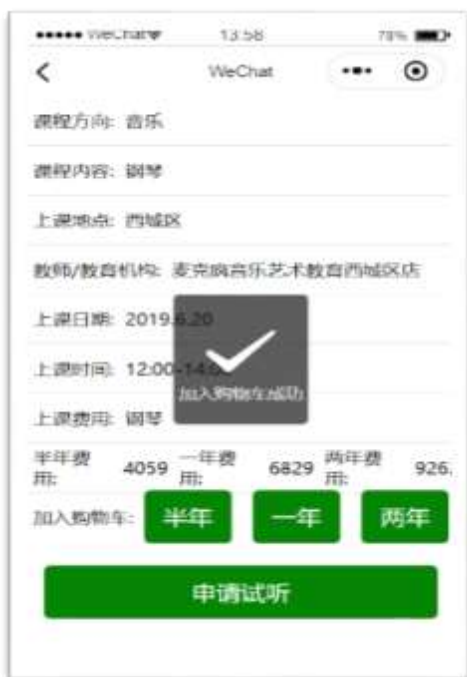 WeChat 13:58 78%
WeChat
课程方向: 音乐
课程内容: 钢琴
上课地点: 西城区
教师/教育机构: 麦克疯音乐艺术教育西城区店
上课日期: 2019.6.20
上课时间: 12:00-14:00
加入购物车成功
上课费用: 钢琴
半年费用: 4059 一年费用: 6829 两年费用: 926.
加入购物车: 半年 一年 两年
申请试听